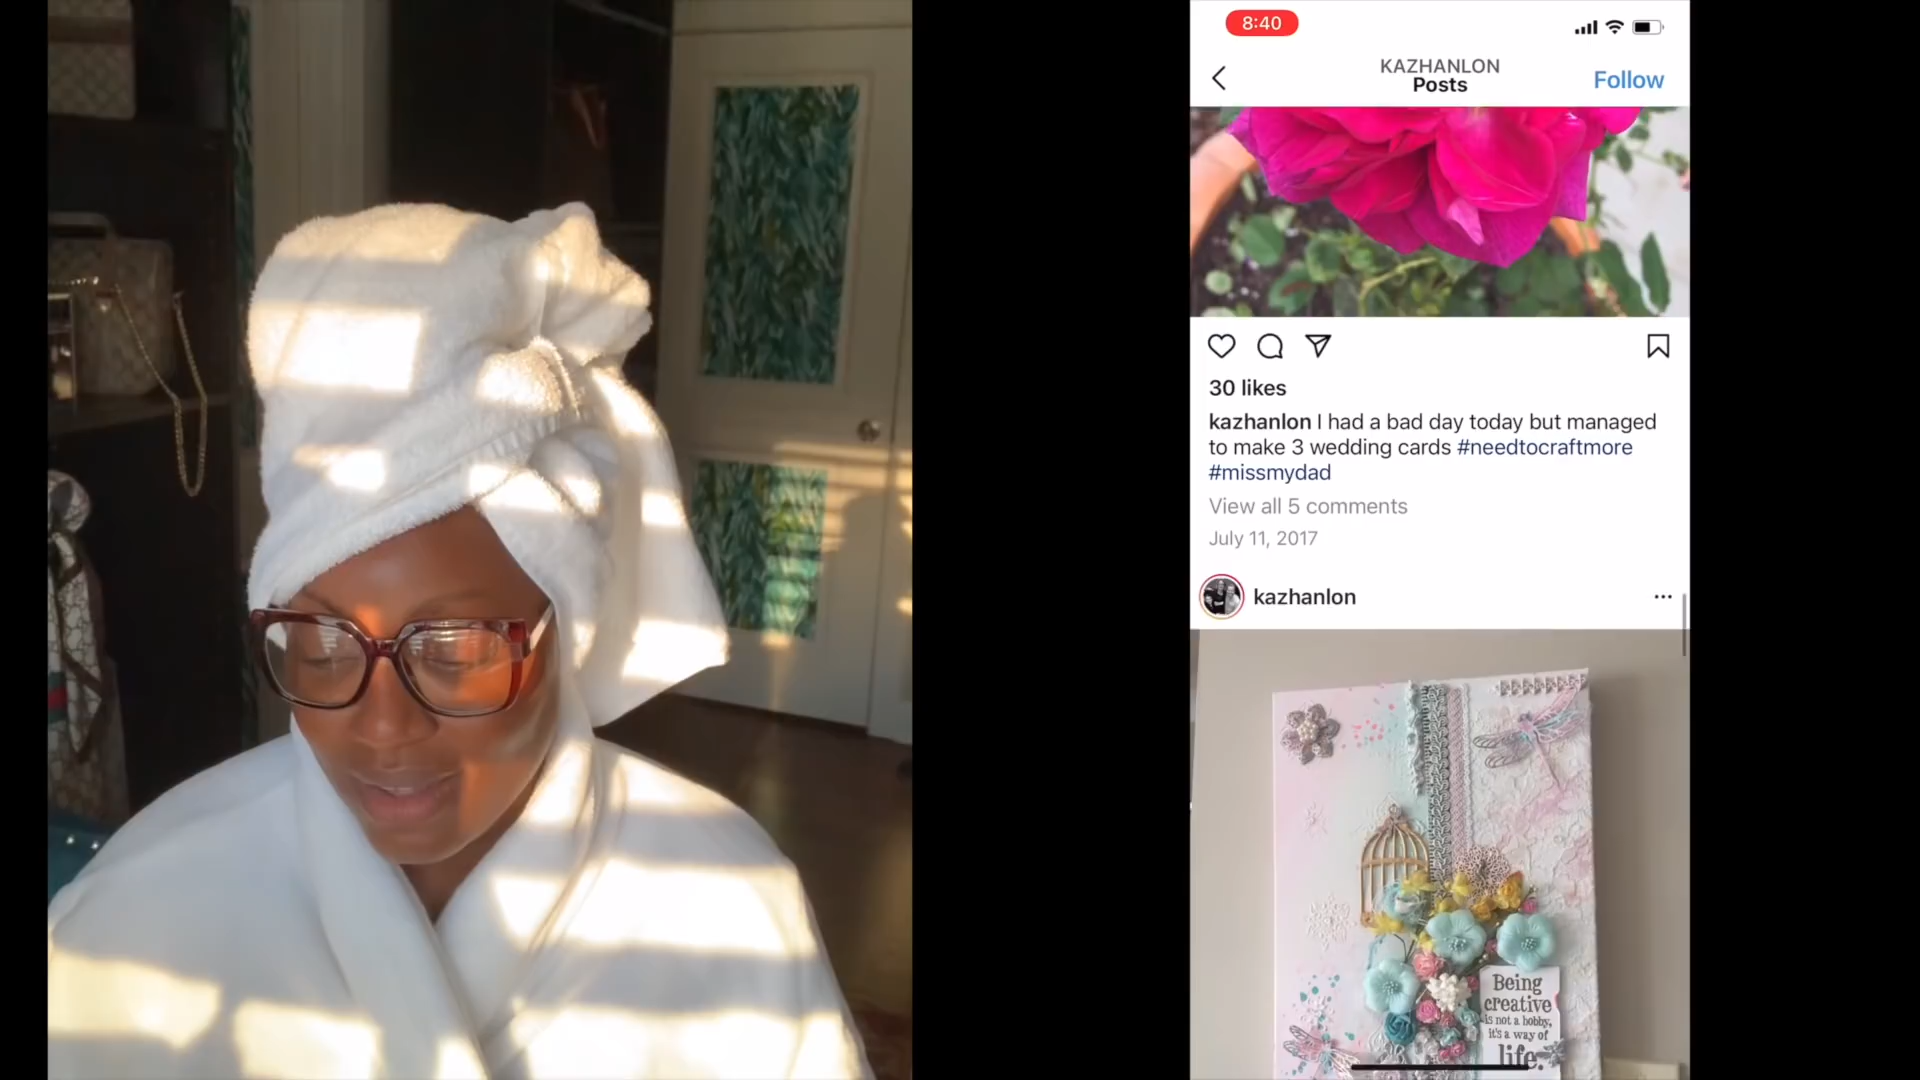 8:40
KAZHANLON
Posts
Follow
30 likes
kazhanlon I had a bad day today but managed
to make 3 wedding cards #needtocraftmore
#missmydad
View all 5 comments
July 11, 2017
kazhanlon
Being
creative
is not a hobby,
it's a way of
life.